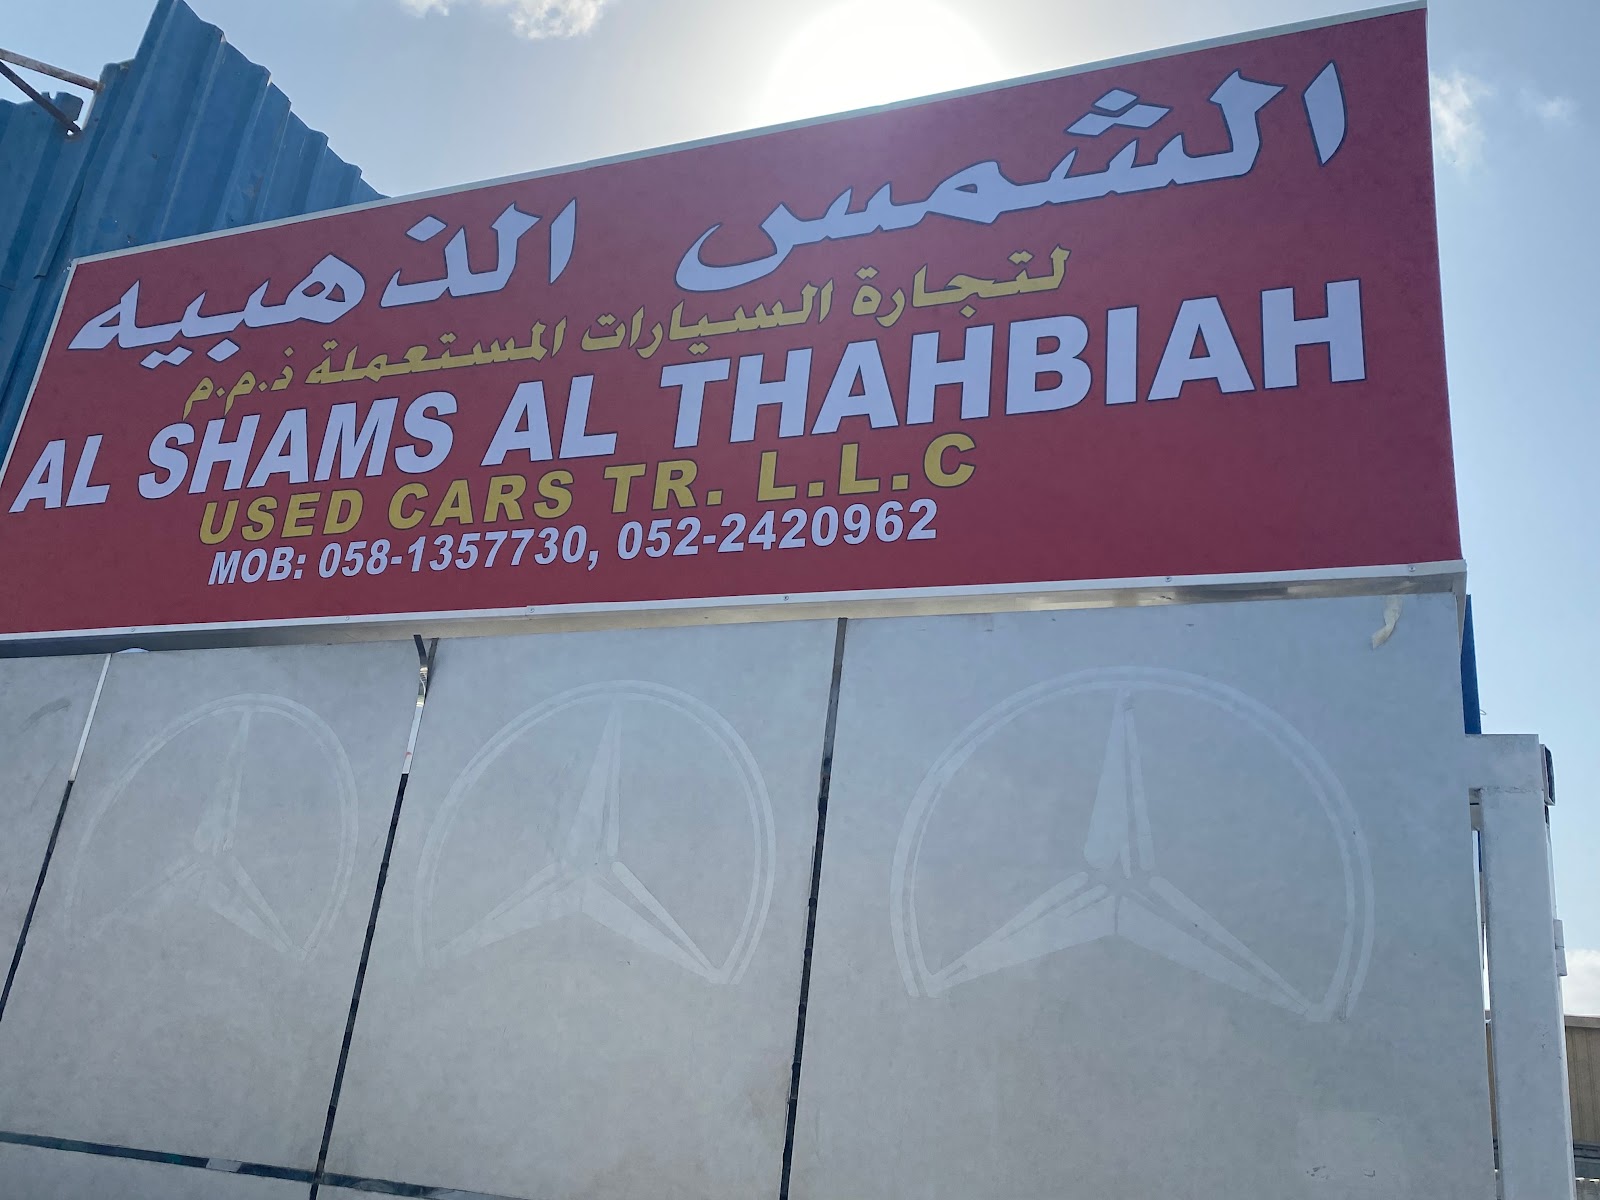 الشمس الذهبيه
لتجارة السيارات المستعملة ذ.م.م
AL SHAMS AL THAHBIAH
USED CARS TR. L.L.C
MOB: 058-1357730, 052-2420962